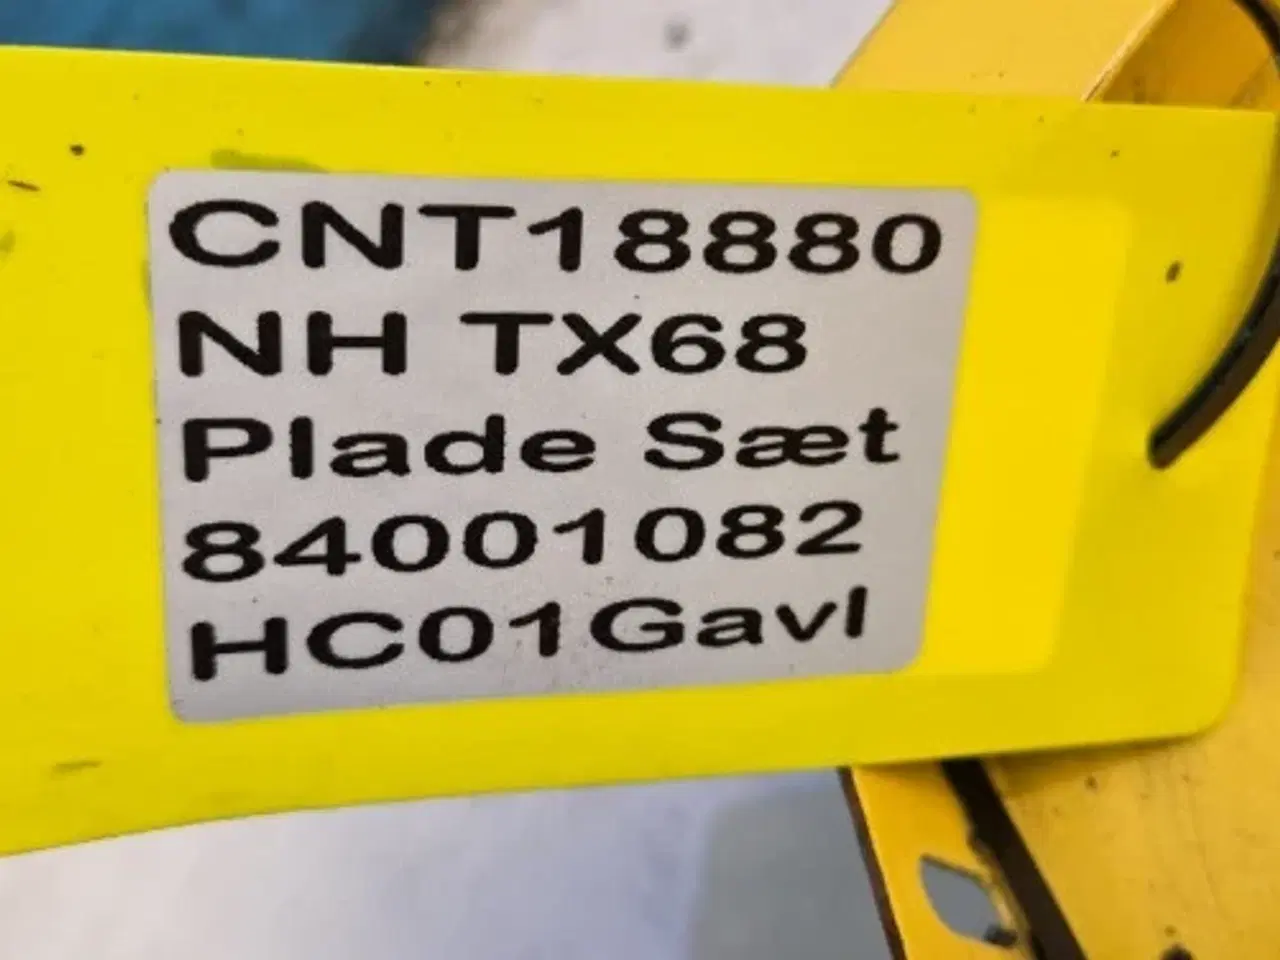 CNT18880
NH TX68
Plade Sæt
84001082
HC01Gavl